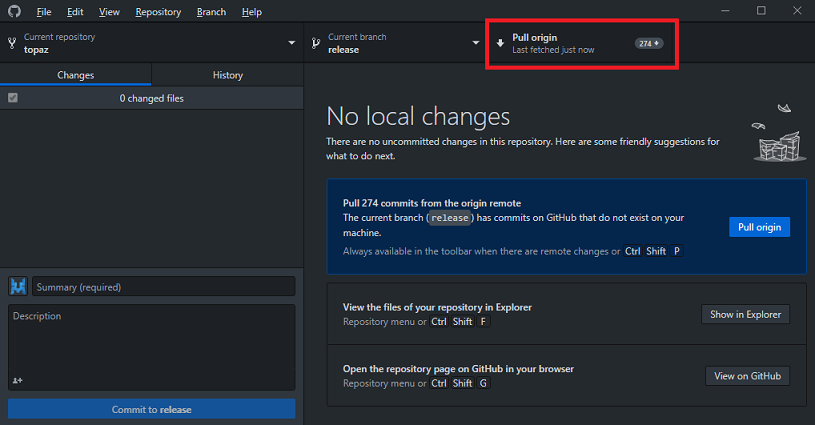 File Edit View Repository Branch Help
Current repository
topaz
Current branch
release
Pull origin
Last fetched just now
274
Changes
History
0 changed files
No local changes
There are no uncommitted changes in this repository. Here are some friendly suggestions for
what to do next.
Pull 274 commits from the origin remote
The current branch (release) has commits on GitHub that do not exist on your
machine.
Always available in the toolbar when there are remote changes or Ctrl Shift P
Pull origin
View the files of your repository in Explorer
Repository menu or Ctrl Shift F
Show in Explorer
Open the repository page on GitHub in your browser
Repository menu or Ctrl Shift G
View on GitHub
Summary (required)
Description
Commit to release